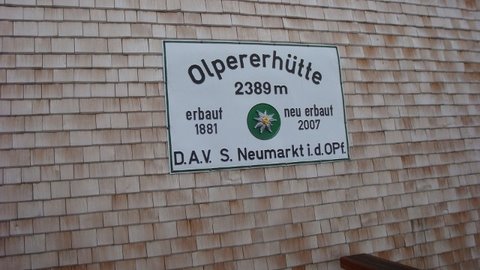 Olpererhütte
2389 m
erbaut neu erbaut
1881 2007
D.A.V. S. Neumarkt i.d.OPf.